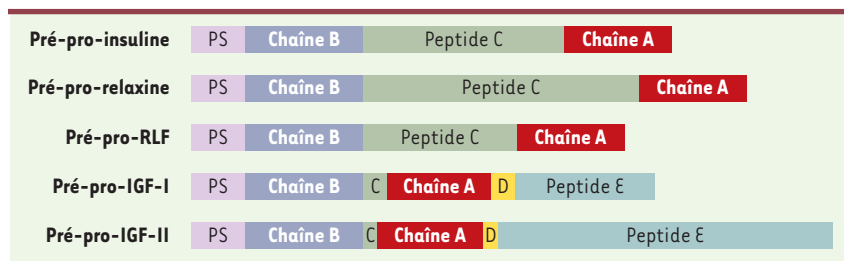 Pré-pro-insuline PS Chaîne B Peptide C Chaîne A
Pré-pro-relaxine PS Chaîne B Peptide C Chaîne A
Pré-pro-RLF PS Chaîne B Peptide C Chaîne A
Pré-pro-IGF-I PS Chaîne B C Chaîne A D Peptide E
Pré-pro-IGF-II PS Chaîne B C Chaîne A D Peptide E